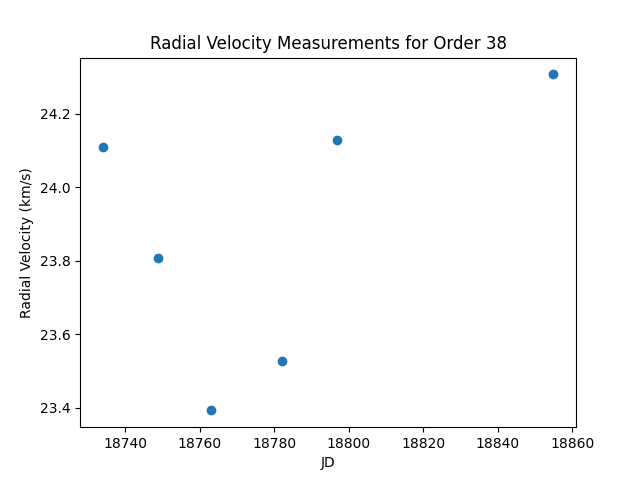 Radial Velocity Measurements for Order 38
24.2
24.0
23.8
23.6
23.4
Radial Velocity (km/s)
18740 18760 18780 18800 18820 18840 18860
JD